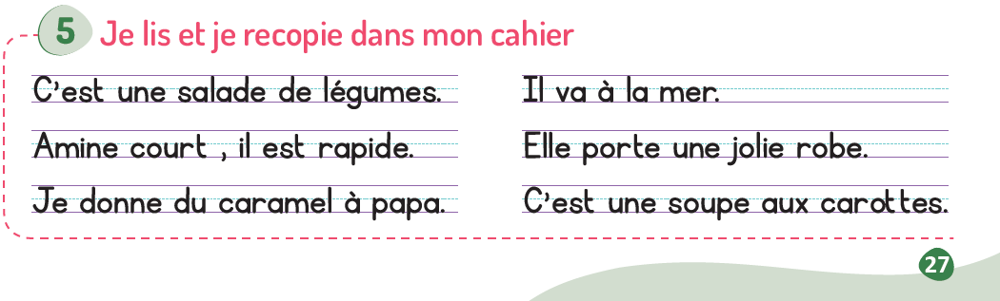 5 Je lis et je recopie dans mon cahier
C'est une salade de légumes.
Amine court , il est rapide.
Je donne du caramel à papa.
Il va à la mer.
Elle porte une jolie robe.
C'est une soupe aux carottes.
27